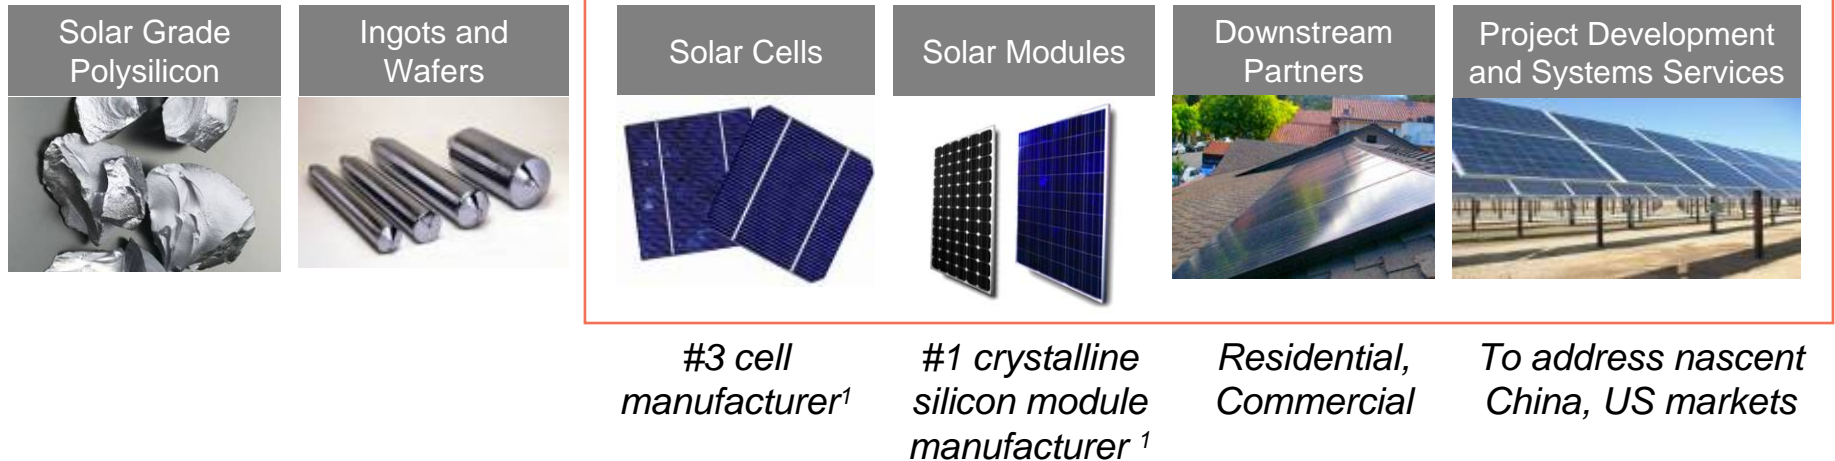 Solar Grade
Polysilicon
Ingots and
Wafers
Solar Cells
Solar Modules
Downstream
Partners
Project Development
and Systems Services
#3 cell
manufacturer1
#1 crystalline
silicon module
manufacturer 1
Residential,
Commercial
To address nascent
China, US markets